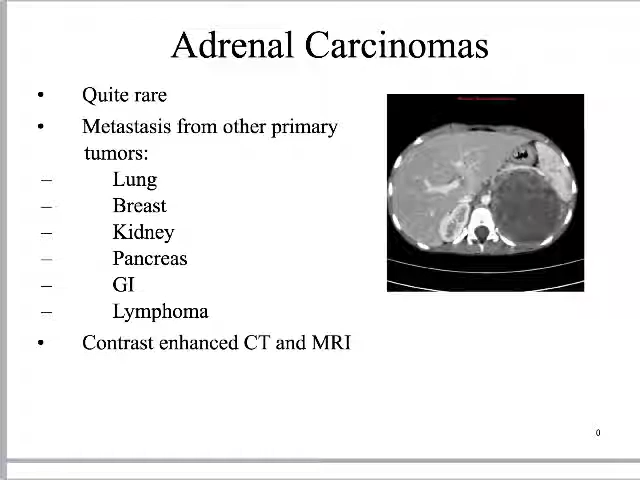 Adrenal Carcinomas
• Quite rare
• Metastasis from other primary
tumors:
– Lung
– Breast
– Kidney
– Pancreas
– GI
– Lymphoma
• Contrast enhanced CT and MRI
0